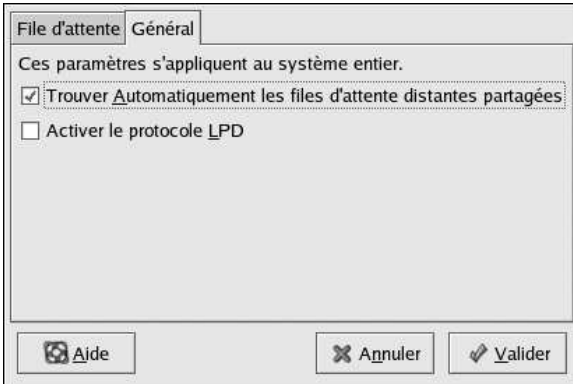 File d'attente Général
Ces paramètres s'appliquent au système entier.
Trouver Automatiquement les files d'attente distantes partagées
Activer le protocole LPD
Aide Annuler Valider